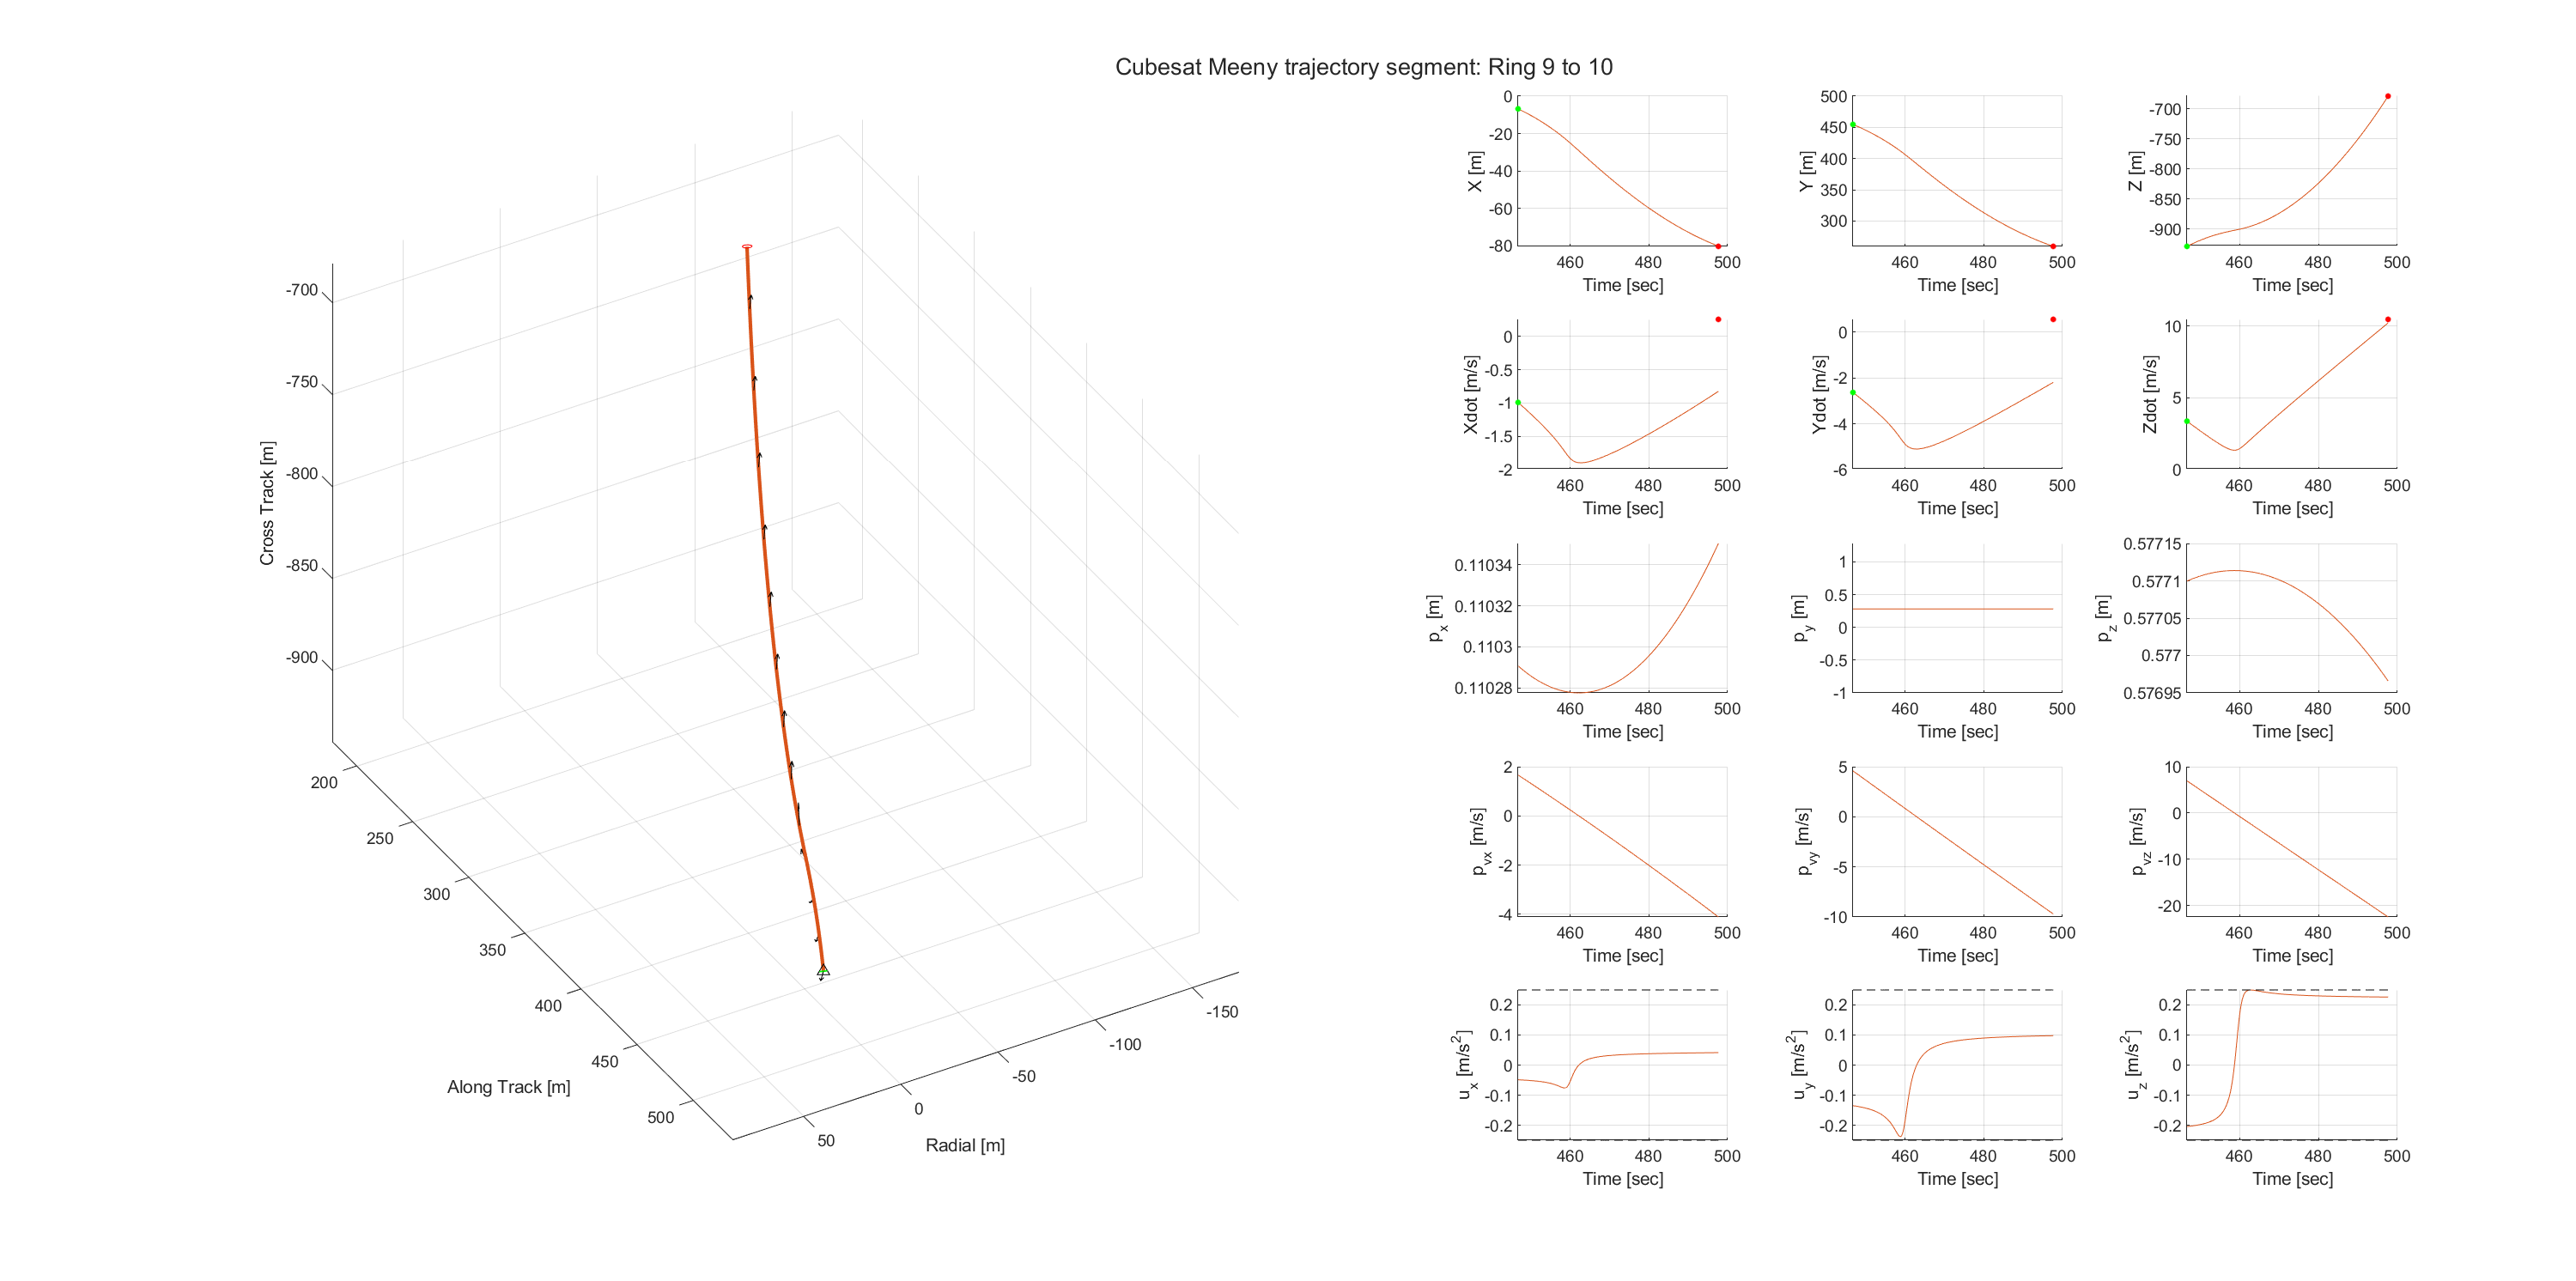 Cubesat Meeny trajectory segment: Ring 9 to 10
-700
-750
-800
-850
-900
Cross Track [m]
200
250
300
350
400
450
500
Along Track [m]
50
0
-50
-100
-150
Radial [m]
0
-20
-40
-60
-80
X [m]
460 480 500
Time [sec]
500
450
400
350
300
Y [m]
460 480 500
Time [sec]
-700
-750
-800
-850
-900
Z [m]
460 480 500
Time [sec]
0
-0.5
-1
-1.5
-2
Xdot [m/s]
460 480 500
Time [sec]
0
-2
-4
-6
Ydot [m/s]
460 480 500
Time [sec]
10
5
0
Zdot [m/s]
460 480 500
Time [sec]
0.11034
0.11032
0.1103
0.11028
p_x [m]
460 480 500
Time [sec]
1
0.5
0
-0.5
-1
p_y [m]
460 480 500
Time [sec]
0.57715
0.5771
0.57705
0.577
0.57695
p_z [m]
460 480 500
Time [sec]
2
0
-2
-4
p_vx [m/s]
460 480 500
Time [sec]
5
0
-5
-10
p_vy [m/s]
460 480 500
Time [sec]
10
0
-10
-20
p_vz [m/s]
460 480 500
Time [sec]
0.2
0.1
0
-0.1
-0.2
u_x [m/s²]
460 480 500
Time [sec]
0.2
0.1
0
-0.1
-0.2
u_y [m/s²]
460 480 500
Time [sec]
0.2
0.1
0
-0.1
-0.2
u_z [m/s²]
460 480 500
Time [sec]